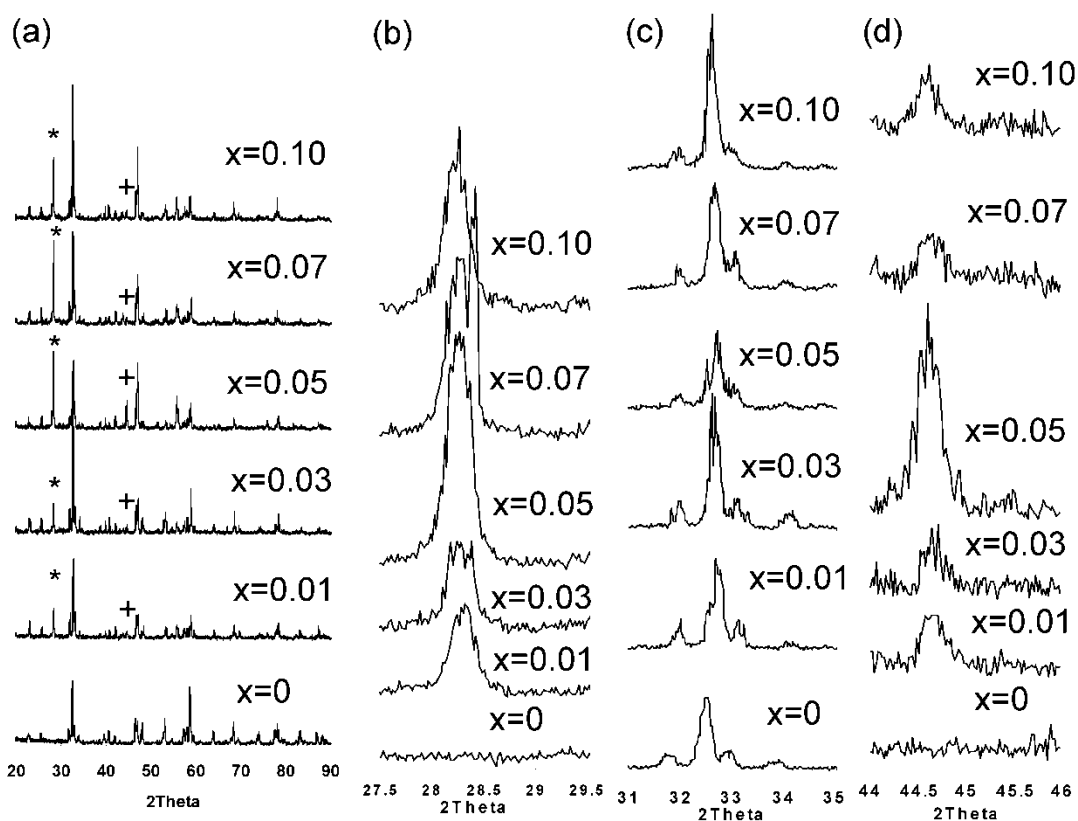 (a)
*
x=0.10
+
*
x=0.07
+
*
x=0.05
+
*
x=0.03
+
*
x=0.01
+
x=0
20 30 40 50 60 70 80 90
2Theta
(b)
x=0.10
x=0.07
x=0.05
x=0.03
x=0.01
x=0
27.5 28 28.5 29 29.5
2Theta
(c)
x=0.10
x=0.07
x=0.05
x=0.03
x=0.01
x=0
31 32 33 34 35
2Theta
(d)
x=0.10
x=0.07
x=0.05
x=0.03
x=0.01
x=0
44 44.5 45 45.5 46
2Theta